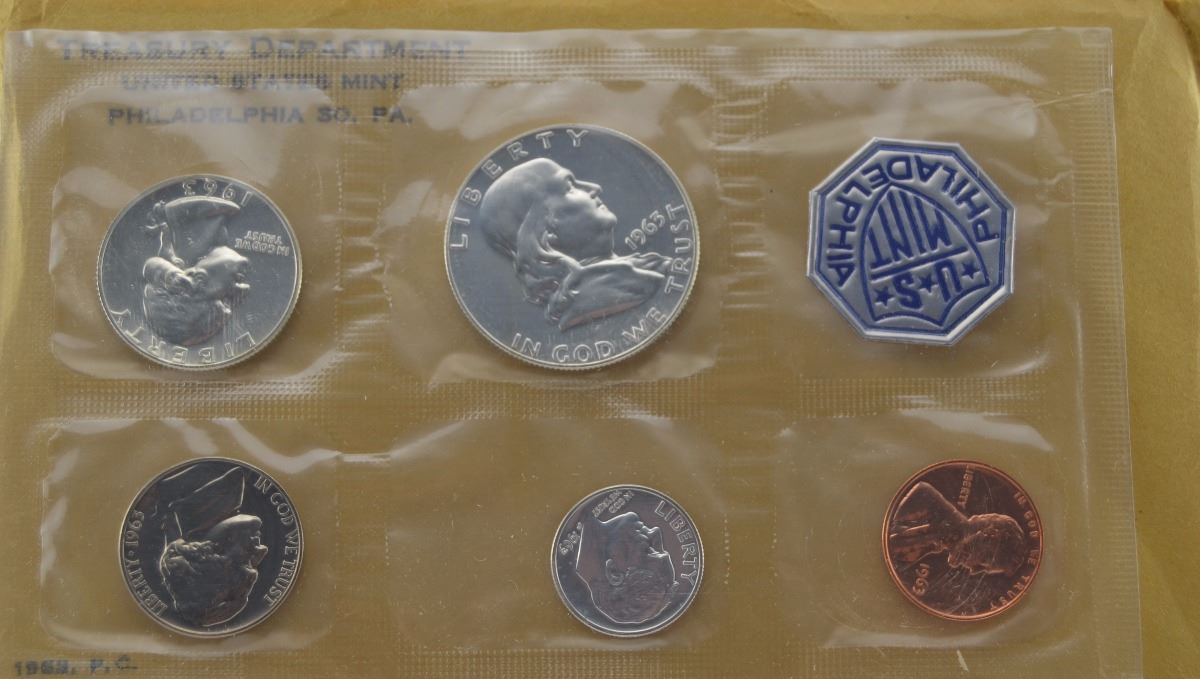 TREASURY DEPARTMENT
UNITED STATES MINT
PHILADELPHIA 30, PA.
LIBERTY
IN GOD WE
TRUST
1963
LIBERTY
1963
IN GOD WE TRUST
PHILADELPHIA
MINT
U★S
LIBERTY • 1963
IN GOD WE TRUST
LIBERTY
IN GOD
WE TRUST
1963
IN GOD WE TRUST
LIBERTY
1963
1963. P.C.